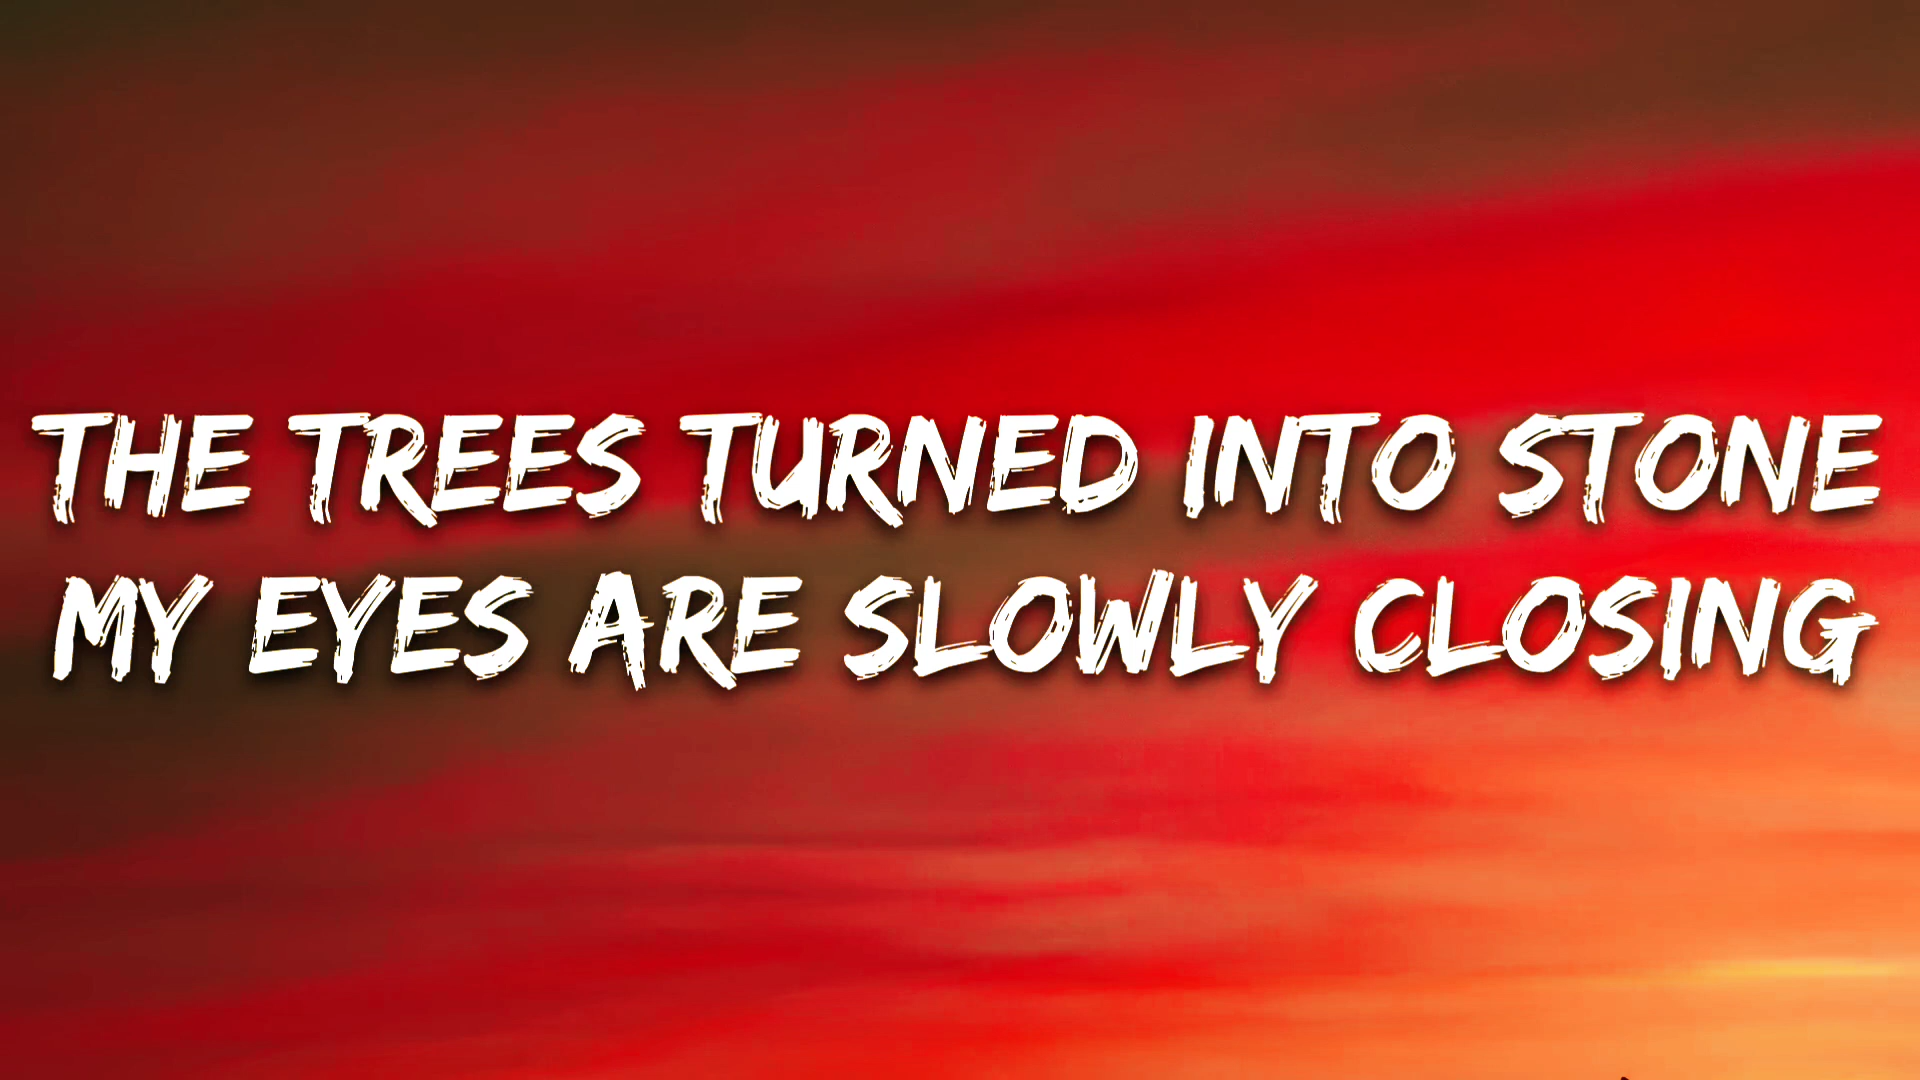 THE TREES TURNED INTO STONE
MY EYES ARE SLOWLY CLOSING